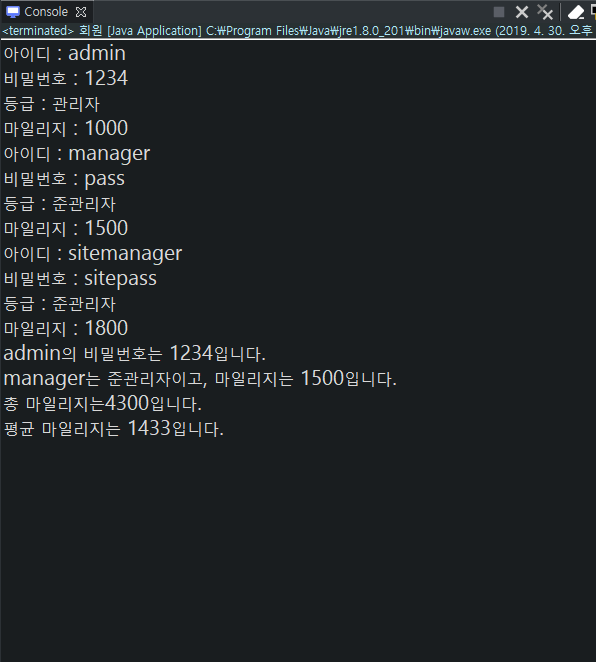 Console
<terminated> 회원 [Java Application] C:₩Program Files₩Java₩jre1.8.0_201₩bin₩javaw.exe (2019. 4. 30. 오후
아이디 : admin
비밀번호 : 1234
등급 : 관리자
마일리지 : 1000
아이디 : manager
비밀번호 : pass
등급 : 준관리자
마일리지 : 1500
아이디 : sitemanager
비밀번호 : sitepass
등급 : 준관리자
마일리지 : 1800
admin의 비밀번호는 1234입니다.
manager는 준관리자이고, 마일리지는 1500입니다.
총 마일리지는4300입니다.
평균 마일리지는 1433입니다.